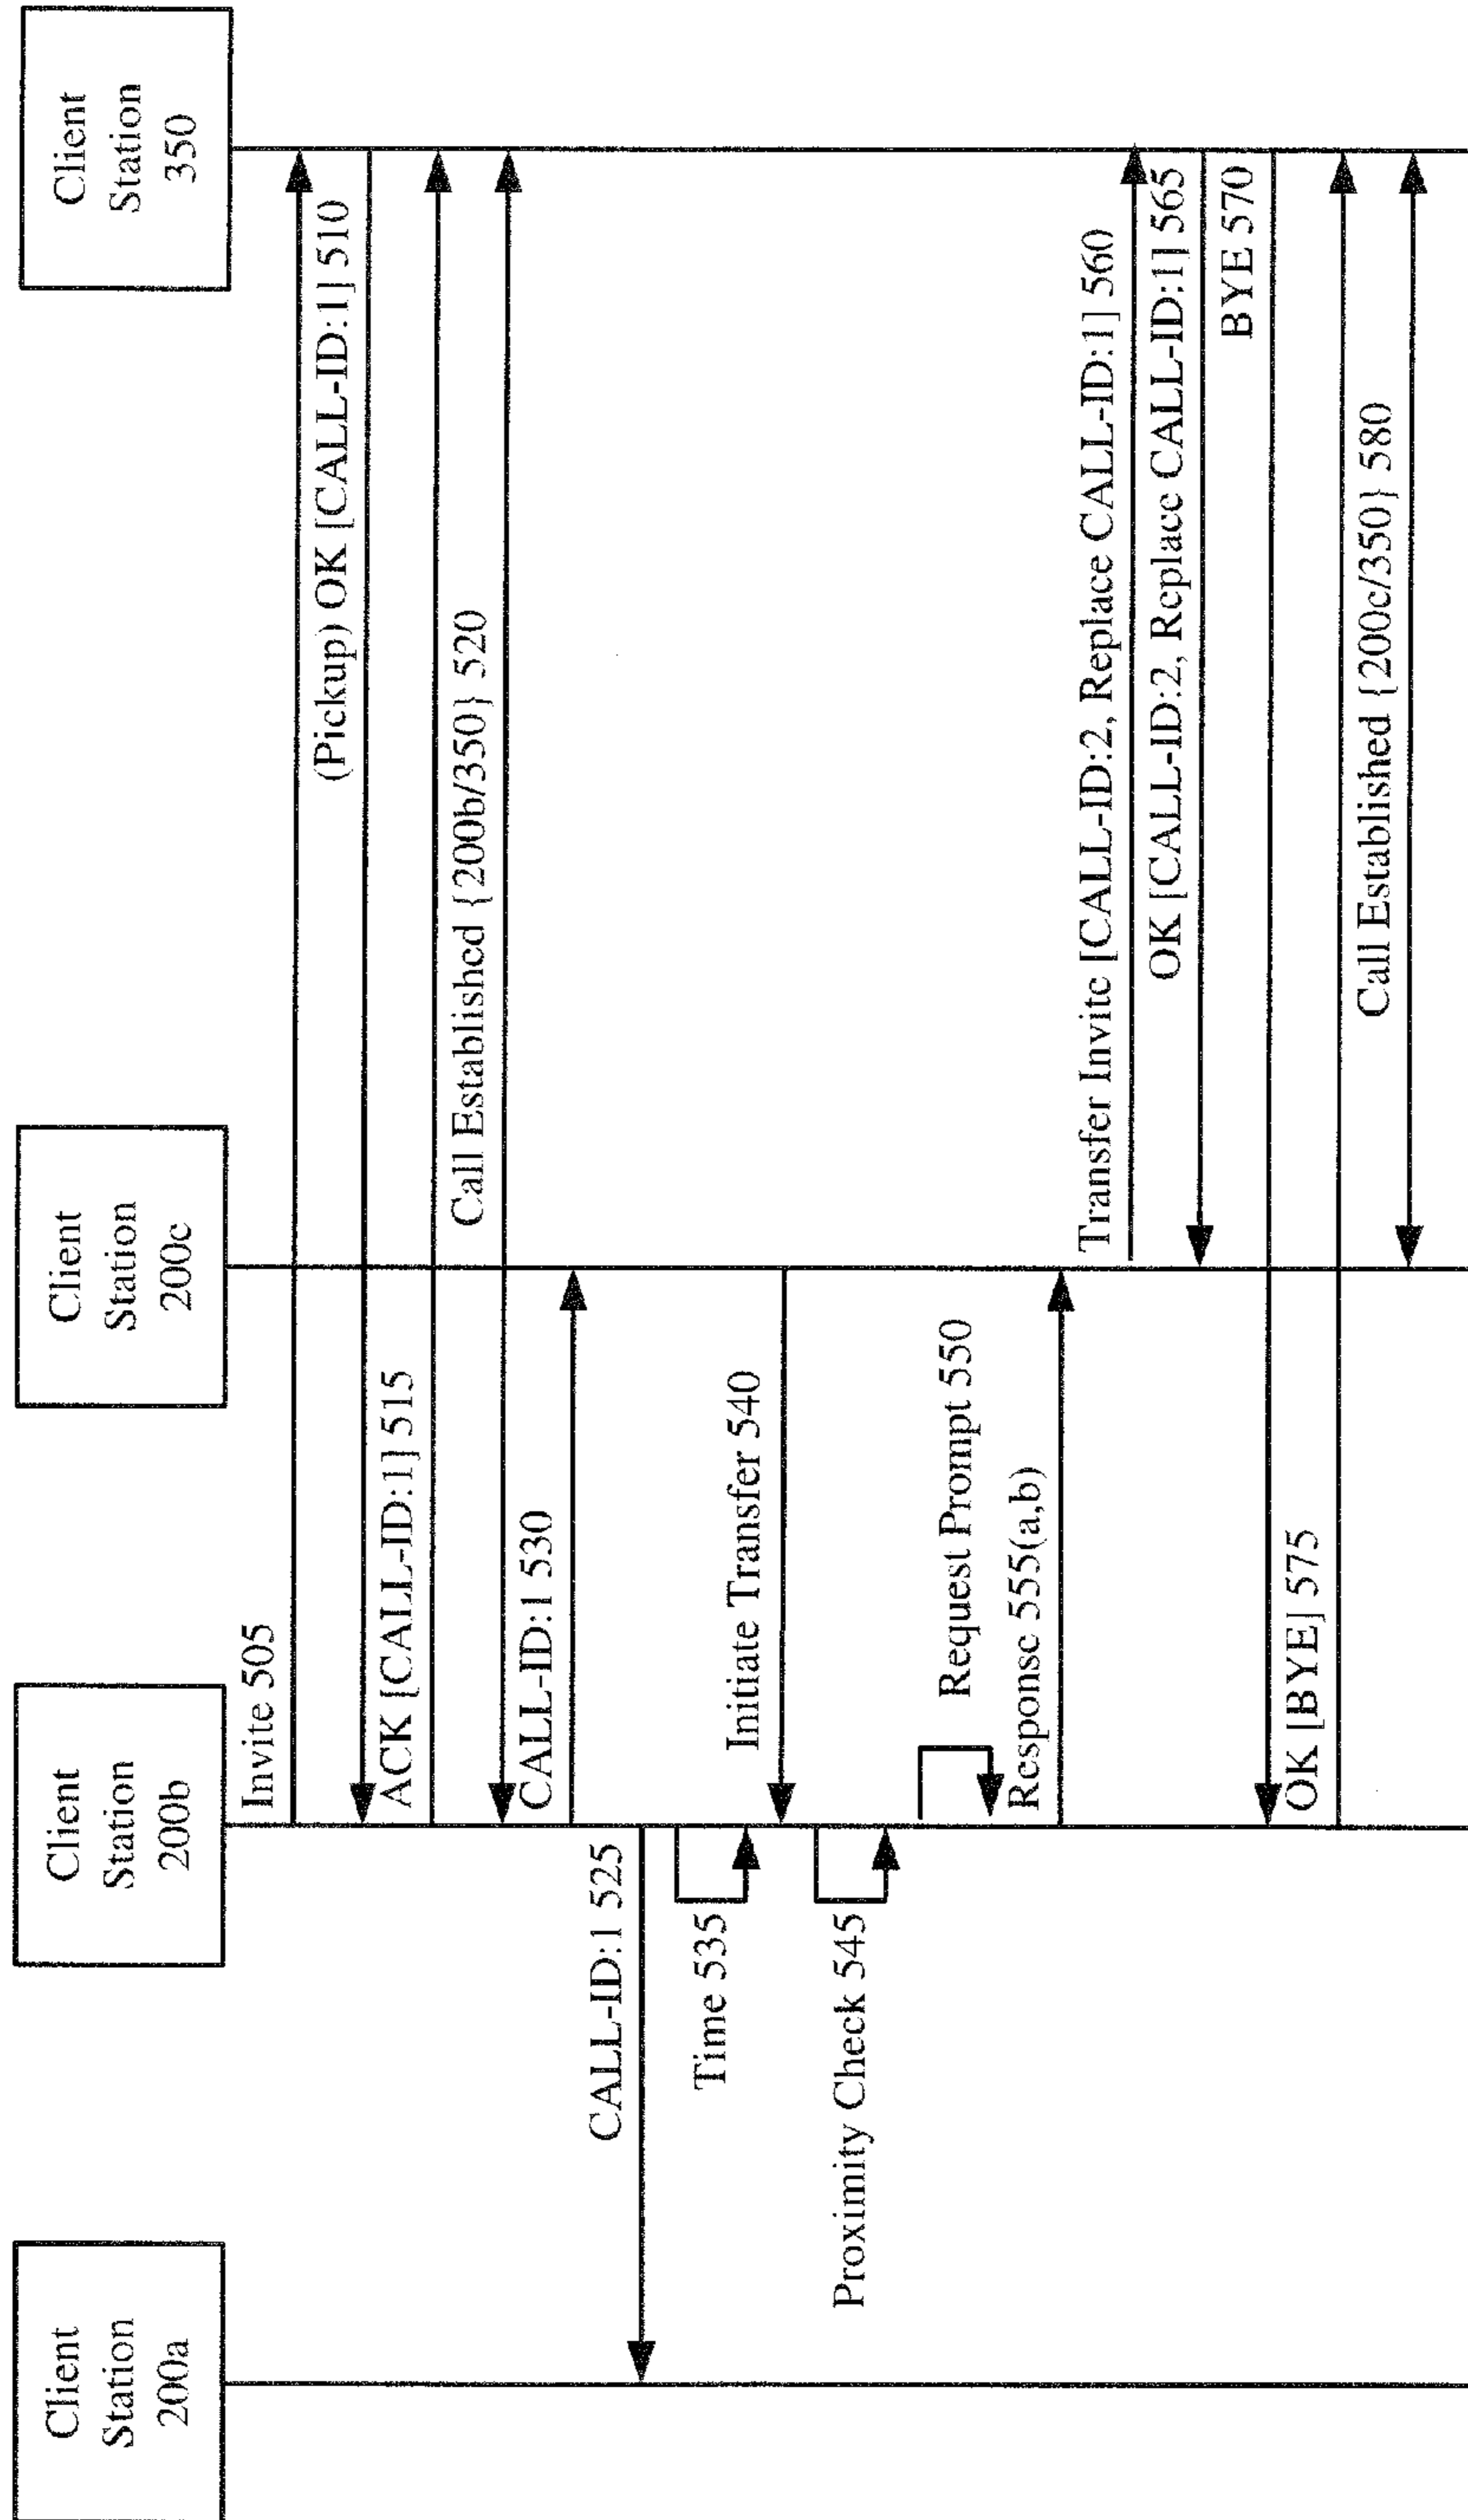 Client
Station
200a
Client
Station
200b
Client
Station
200c
Client
Station
350
Invite 505
(Pickup) OK [CALL-ID:1] 510
ACK [CALL-ID:1] 515
Call Established {200b/350} 520
CALL-ID:1 530
CALL-ID:1 525
Time 535
Initiate Transfer 540
Proximity Check 545
Request Prompt 550
Response 555(a,b)
Transfer Invite [CALL-ID:2, Replace CALL-ID:1] 560
OK [CALL-ID:2, Replace CALL-ID:1] 565
BYE 570
OK [BYE] 575
Call Established {200c/350} 580